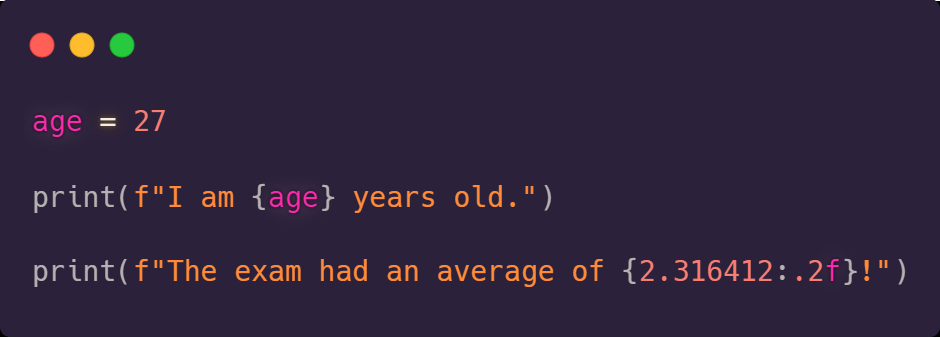 age = 27
print(f"I am {age} years old.")
print(f"The exam had an average of {2.316412:.2f}!")